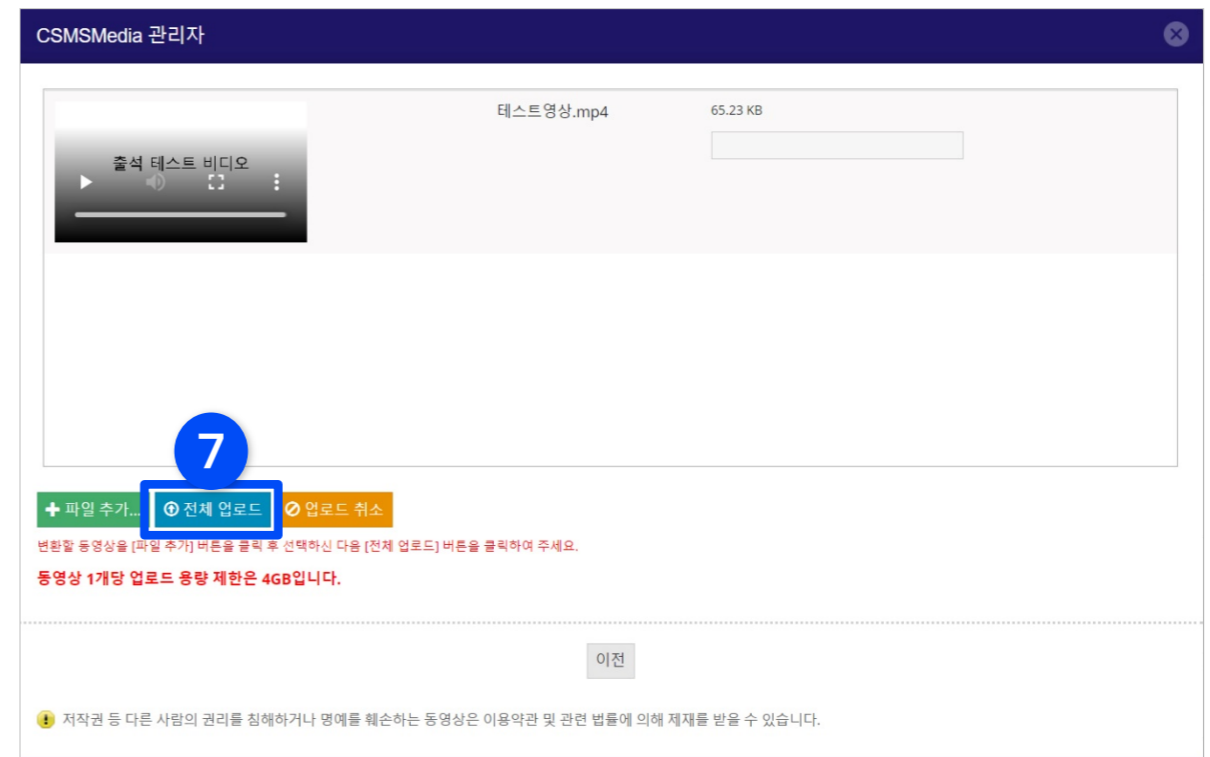 CSMSMedia 관리자
테스트영상.mp4
65.23 KB
출석 테스트 비디오
7
파일 추가...
전체 업로드
업로드 취소
변환할 동영상을 [파일 추가] 버튼을 클릭 후 선택하신 다음 [전체 업로드] 버튼을 클릭하여 주세요.
동영상 1개당 업로드 용량 제한은 4GB입니다.
이전
저작권 등 다른 사람의 권리를 침해하거나 명예를 훼손하는 동영상은 이용약관 및 관련 법률에 의해 제재를 받을 수 있습니다.